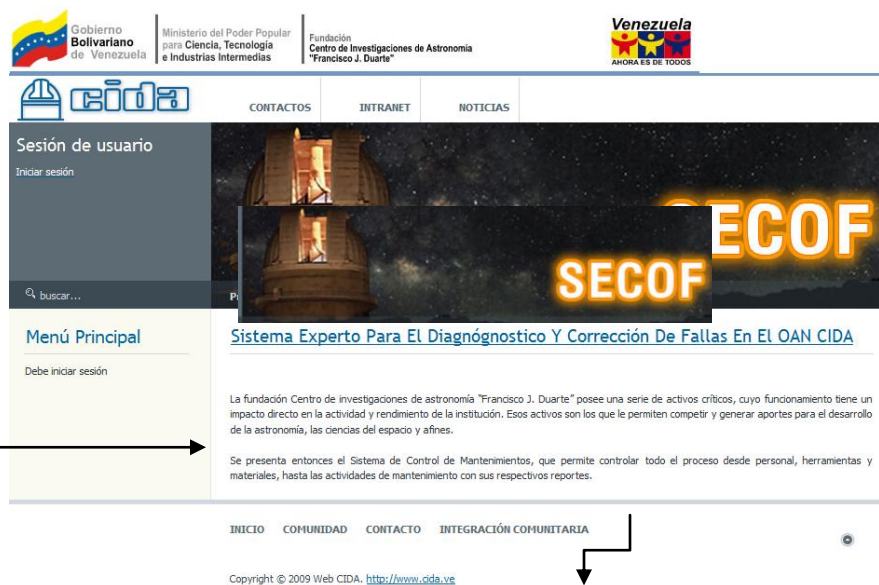 Gobierno
Bolivariano
de Venezuela
Ministerio del Poder Popular
para Ciencia, Tecnología
e Industrias Intermedias
Fundación
Centro de Investigaciones de Astronomía
"Francisco J. Duarte"
Venezuela
AHORA ES DE TODOS
cida
CONTACTOS INTRANET NOTICIAS
Sesión de usuario
Iniciar sesión
ECOF
SECOF
buscar...
Menú Principal
Debe iniciar sesión
Sistema Experto Para El Diagnógnostico Y Corrección De Fallas En El OAN CIDA
La fundación Centro de investigaciones de astronomía "Francisco J. Duarte" posee una serie de activos críticos, cuyo funcionamiento tiene un
impacto directo en la actividad y rendimiento de la institución. Esos activos son los que le permiten competir y generar aportes para el desarrollo
de la astronomía, las ciencias del espacio y afines.
Se presenta entonces el Sistema de Control de Mantenimientos, que permite controlar todo el proceso desde personal, herramientas y
materiales, hasta las actividades de mantenimiento con sus respectivos reportes.
INICIO COMUNIDAD CONTACTO INTEGRACIÓN COMUNITARIA
Copyright © 2009 Web CIDA. http://www.cida.ve